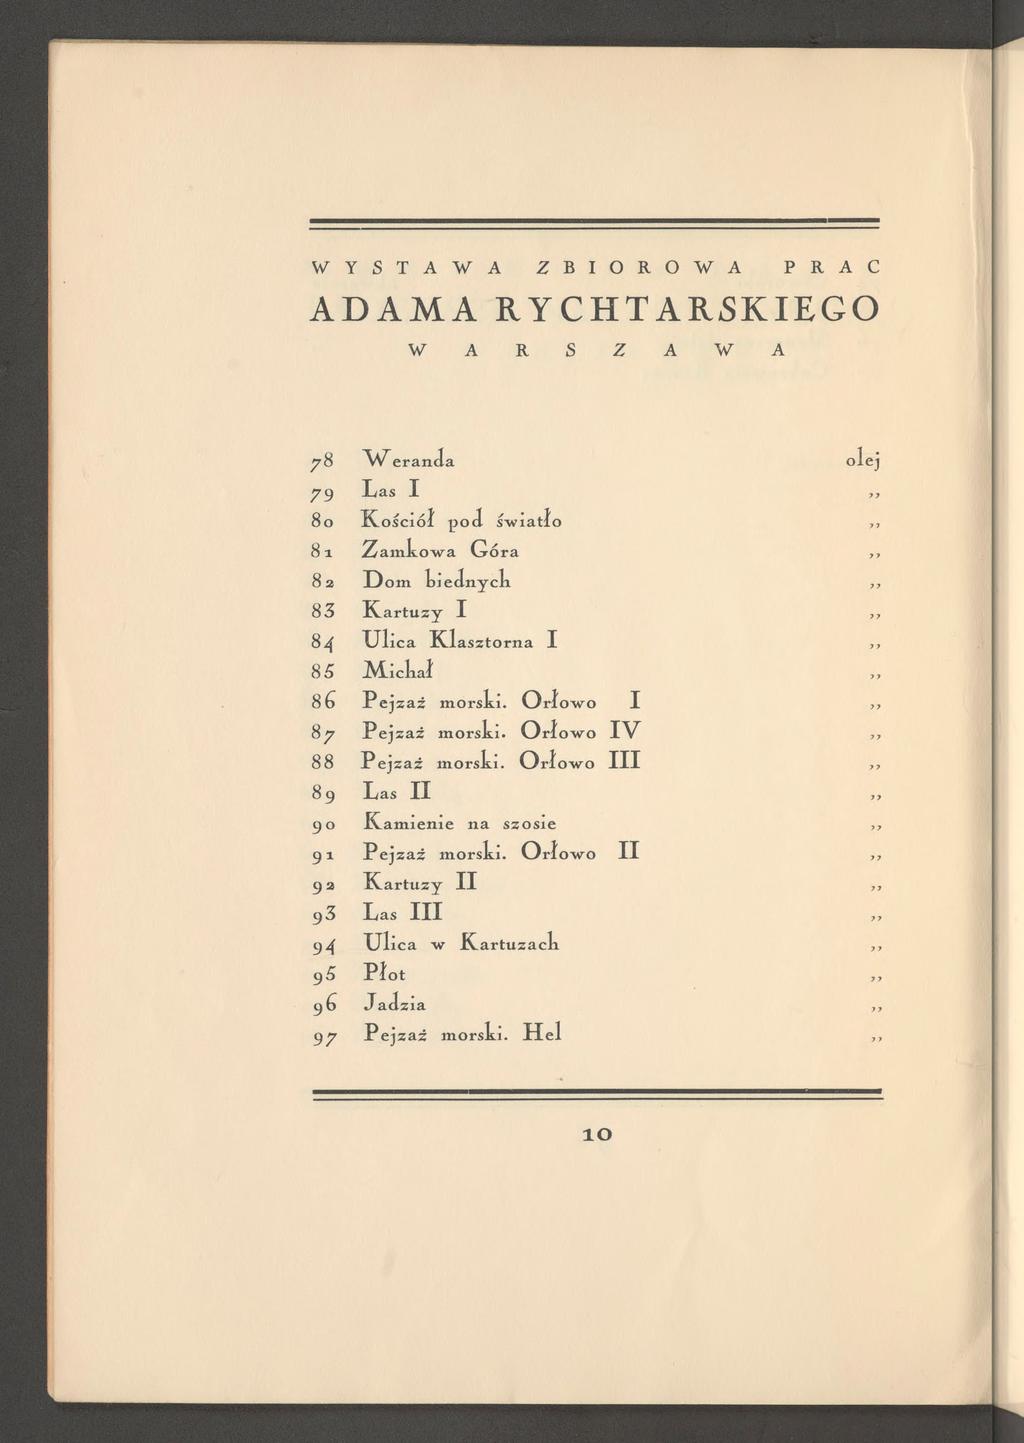 WYSTAWA ZBIOROWA PRAC
ADAMA RYCHTARSKIEGO
WARSZAWA
78 Weranda olej
79 Las I ,,
80 Kościół pod światło ,,
81 Zamkowa Góra ,,
82 Dom biednych ,,
83 Kartuzy I ,,
84 Ulica Klasztorna I ,,
85 Michał ,,
86 Pejzaż morski. Orłowo I ,,
87 Pejzaż morski. Orłowo IV ,,
88 Pejzaż morski. Orłowo III ,,
89 Las II ,,
90 Kamienie na szosie ,,
91 Pejzaż morski. Orłowo II ,,
92 Kartuzy II ,,
93 Las III ,,
94 Ulica w Kartuzach ,,
95 Płot ,,
96 Jadzia ,,
97 Pejzaż morski. Hel ,,
10